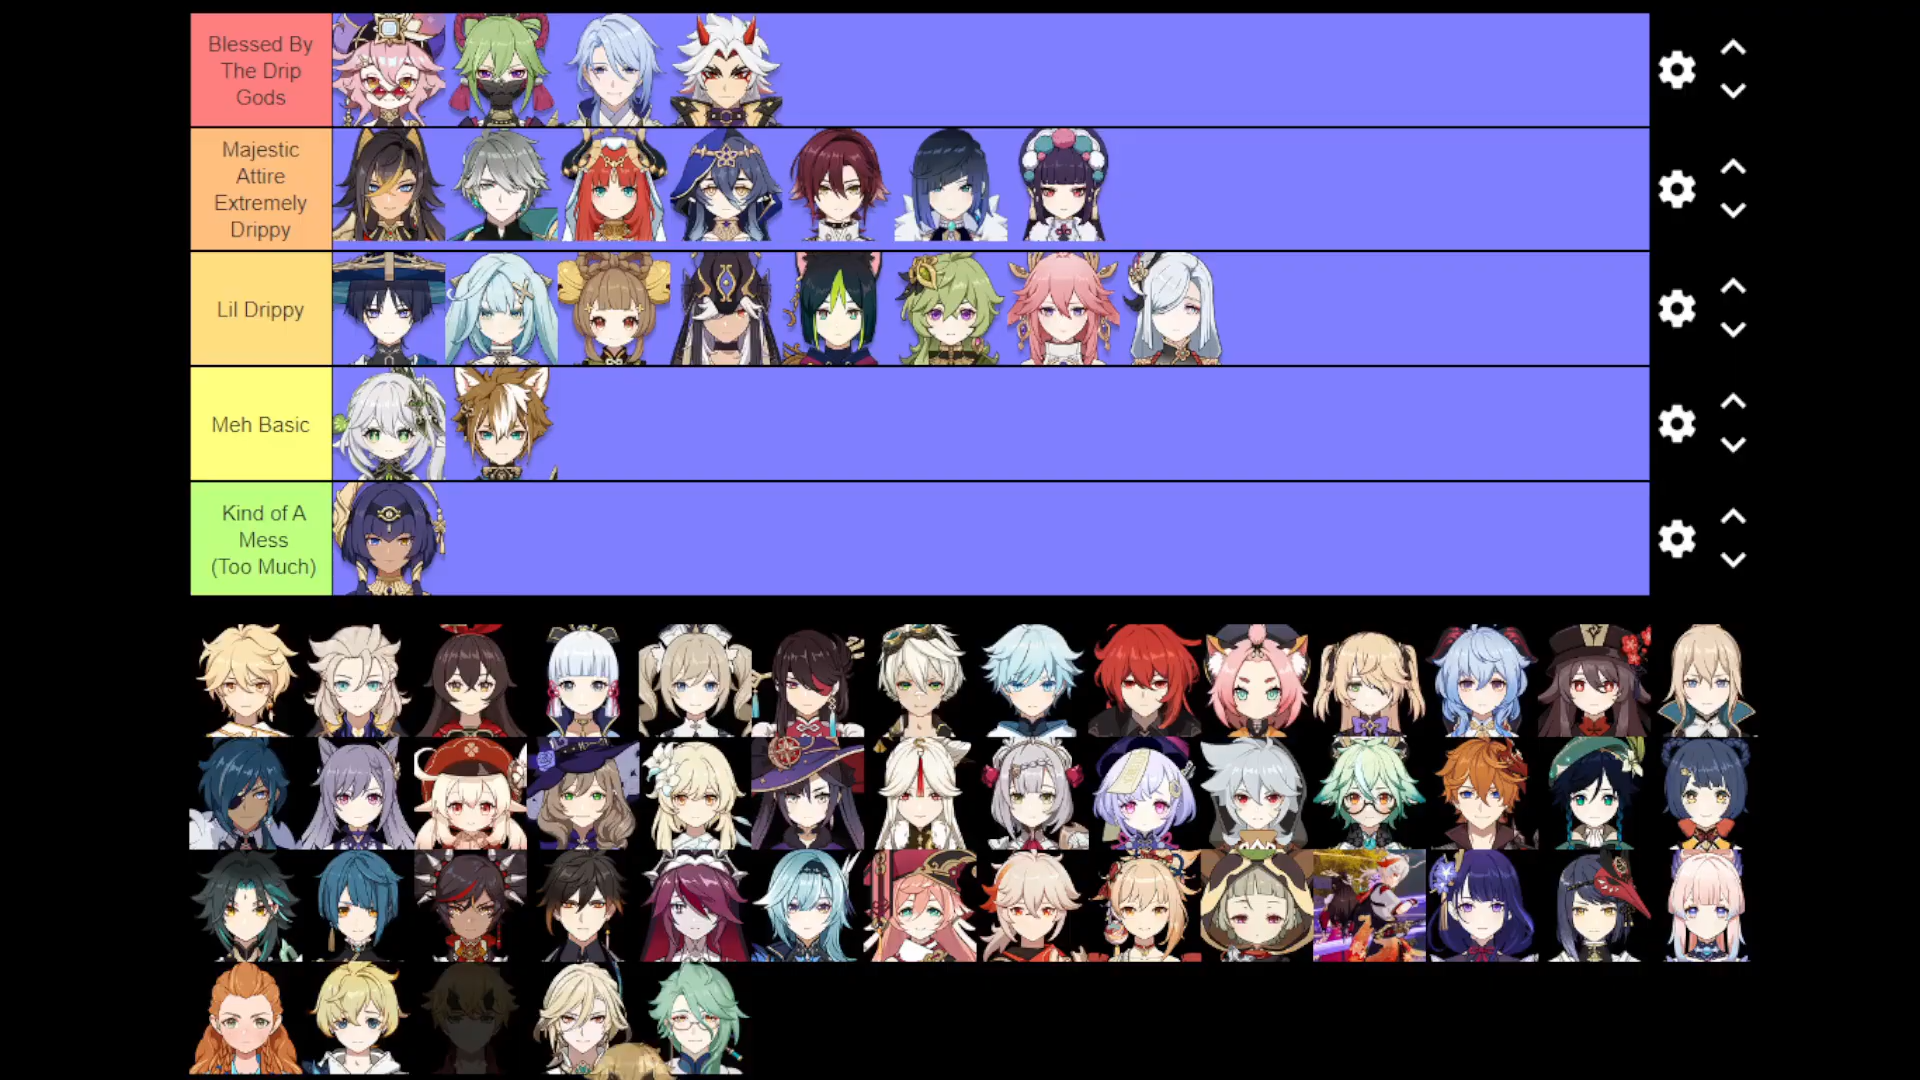 Blessed By
The Drip
Gods
Majestic
Attire
Extremely
Drippy
Lil Drippy
Meh Basic
Kind of A
Mess
(Too Much)